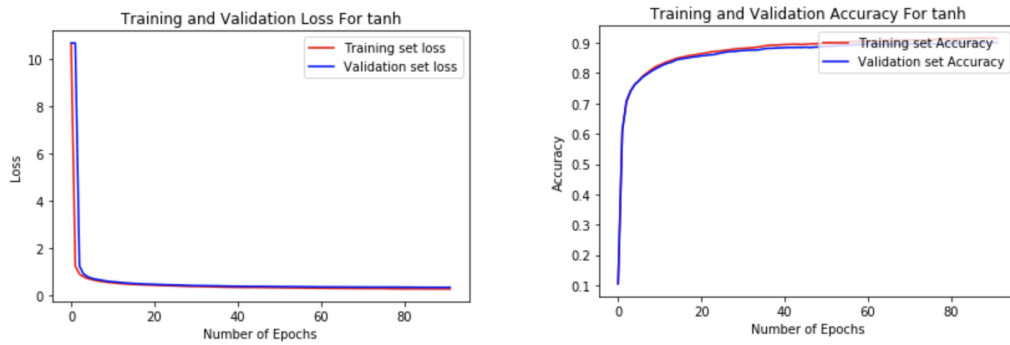 Training and Validation Loss For tanh
Training set loss
Validation set loss
10
8
6
4
2
0
Loss
0 20 40 60 80
Number of Epochs
Training and Validation Accuracy For tanh
Training set Accuracy
Validation set Accuracy
0.9
0.8
0.7
0.6
0.5
0.4
0.3
0.2
0.1
Accuracy
0 20 40 60 80
Number of Epochs